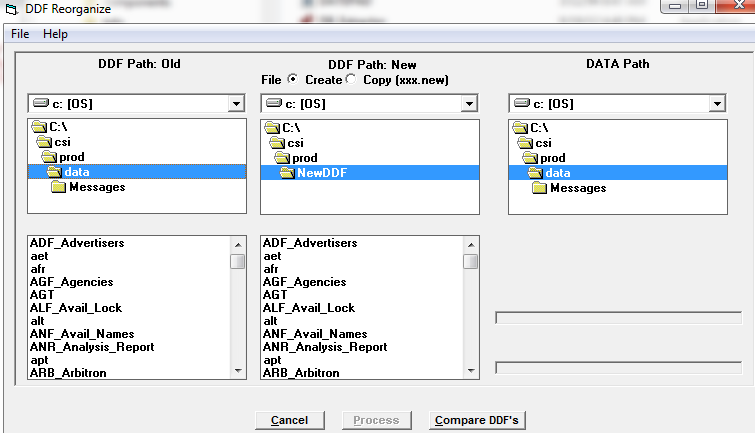 DDF Reorganize
File Help
DDF Path: Old
DDF Path: New
DATA Path
File Create Copy (xxx.new)
c: [OS]
c: [OS]
c: [OS]
C:\
csi
prod
data
Messages
C:\
csi
prod
NewDDF
C:\
csi
prod
data
Messages
ADF_Advertisers
aet
afr
AGF_Agencies
AGT
ALF_Avail_Lock
alt
ANF_Avail_Names
ANR_Analysis_Report
apt
ARB_Arbitron
ADF_Advertisers
aet
afr
AGF_Agencies
AGT
ALF_Avail_Lock
alt
ANF_Avail_Names
ANR_Analysis_Report
apt
ARB_Arbitron
Cancel
Process
Compare DDF's